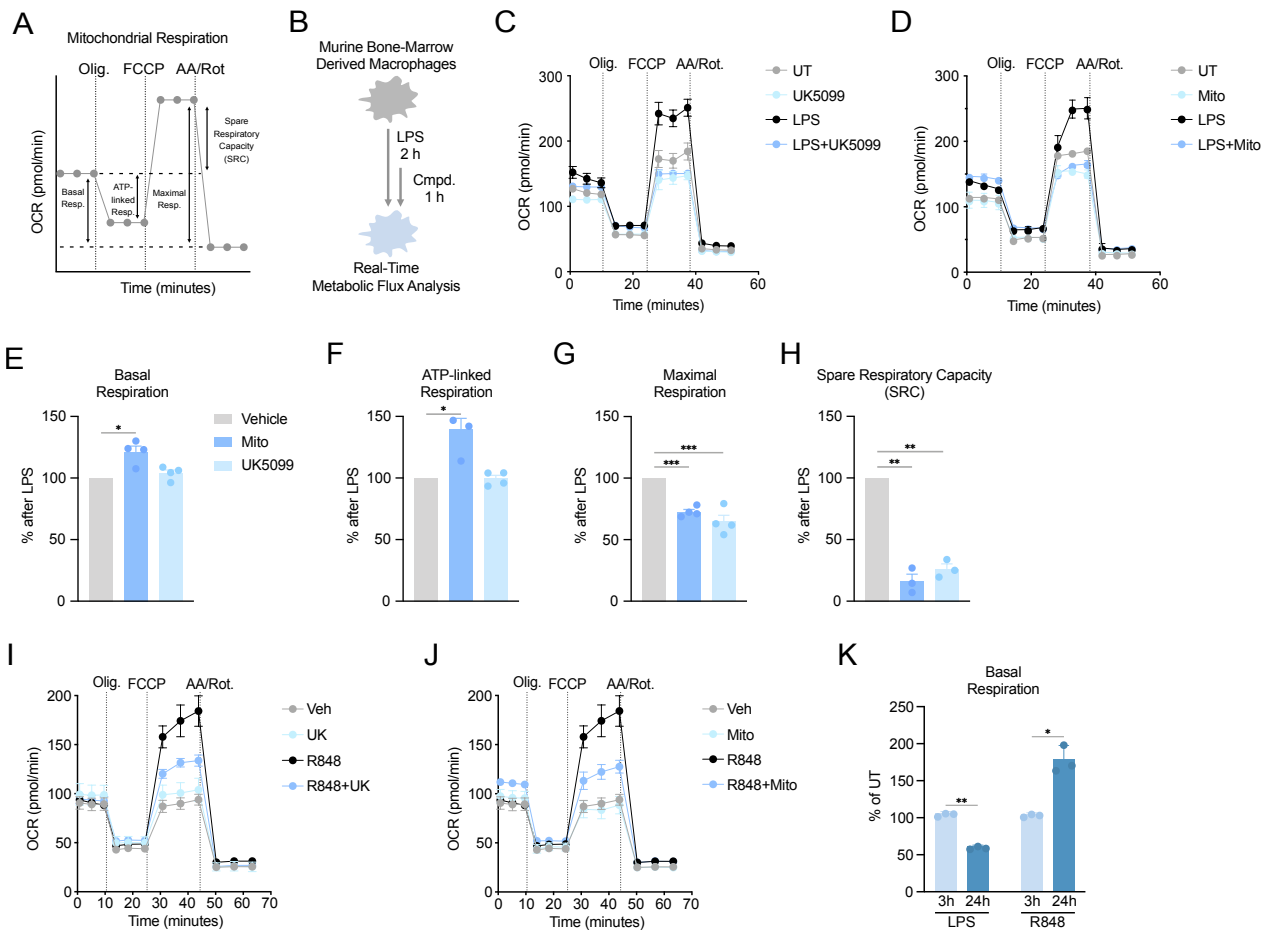 A
Mitochondrial Respiration
Olig.
FCCP
AA/Rot
OCR (pmol/min)
Basal
Resp.
ATP-
linked
Resp.
Maximal
Resp.
Spare
Respiratory
Capacity
(SRC)
Time (minutes)
B
Murine Bone-Marrow
Derived Macrophages
LPS
2 h
Cmpd.
1 h
Real-Time
Metabolic Flux Analysis
C
Olig.
FCCP
AA/Rot.
OCR (pmol/min)
300
200
100
0
0
20
40
60
Time (minutes)
UT
UK5099
LPS
LPS+UK5099
D
Olig.
FCCP
AA/Rot.
OCR (pmol/min)
300
200
100
0
0
20
40
60
Time (minutes)
UT
Mito
LPS
LPS+Mito
E
Basal
Respiration
% after LPS
150
100
50
0
*
Vehicle
Mito
UK5099
F
ATP-linked
Respiration
% after LPS
150
100
50
0
*
G
Maximal
Respiration
% after LPS
150
100
50
0
***
***
H
Spare Respiratory Capacity
(SRC)
% after LPS
150
100
50
0
**
**
I
Olig.
FCCP
AA/Rot.
OCR (pmol/min)
200
150
100
50
0
0
10
20
30
40
50
60
70
Time (minutes)
Veh
UK
R848
R848+UK
J
Olig.
FCCP
AA/Rot.
OCR (pmol/min)
200
150
100
50
0
0
10
20
30
40
50
60
70
Time (minutes)
Veh
Mito
R848
R848+Mito
K
Basal
Respiration
% of UT
250
200
150
100
50
0
**
*
3h 24h
LPS
3h 24h
R848